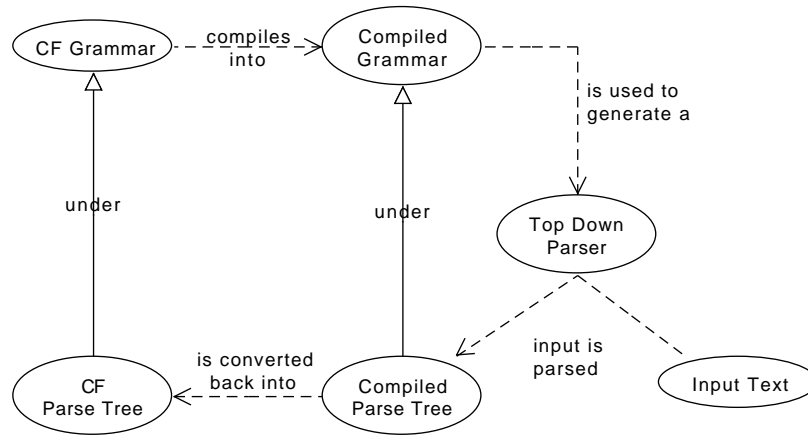 CF Grammar
compiles
into
Compiled
Grammar
is used to
generate a
under
under
Top Down
Parser
is converted
back into
input is
parsed
CF
Parse Tree
Compiled
Parse Tree
Input Text